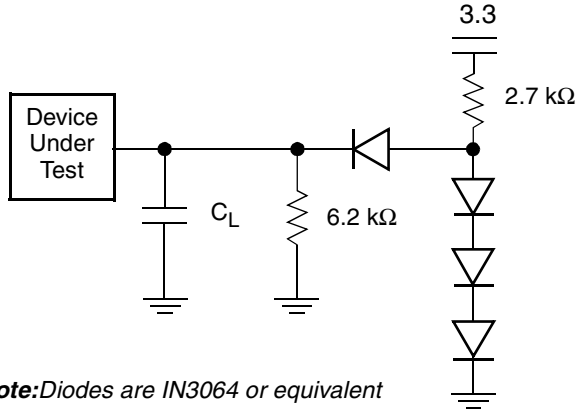 3.3
2.7 kΩ
Device
Under
Test
C_L
6.2 kΩ
ote:Diodes are IN3064 or equivalent